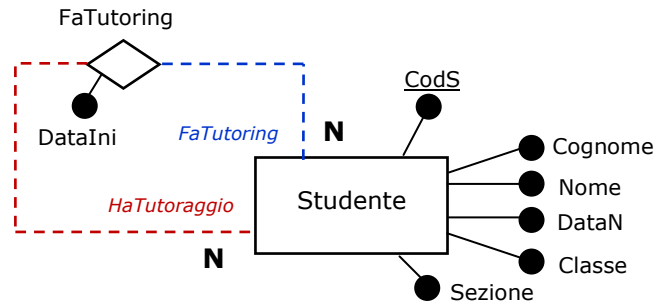 FaTutoring
CodS
DataIni
FaTutoring
N
Cognome
Nome
Studente
HaTutoraggio
DataN
N
Classe
Sezione